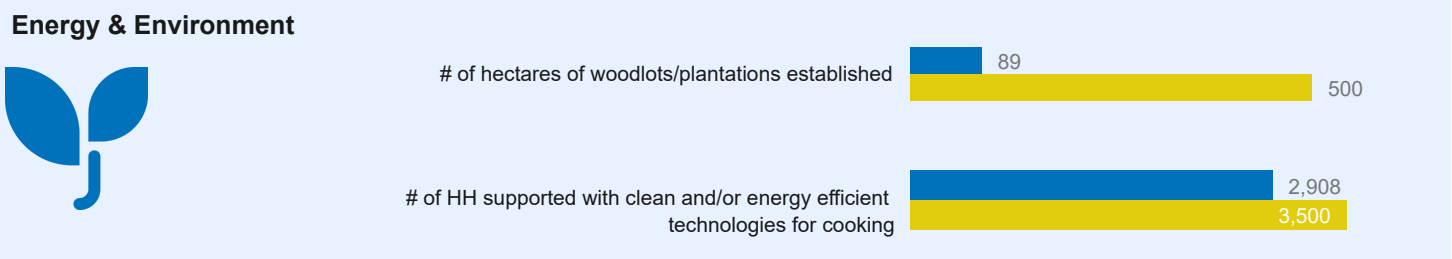 Energy & Environment
# of hectares of woodlots/plantations established
89
500
# of HH supported with clean and/or energy efficient
technologies for cooking
2,908
3,500